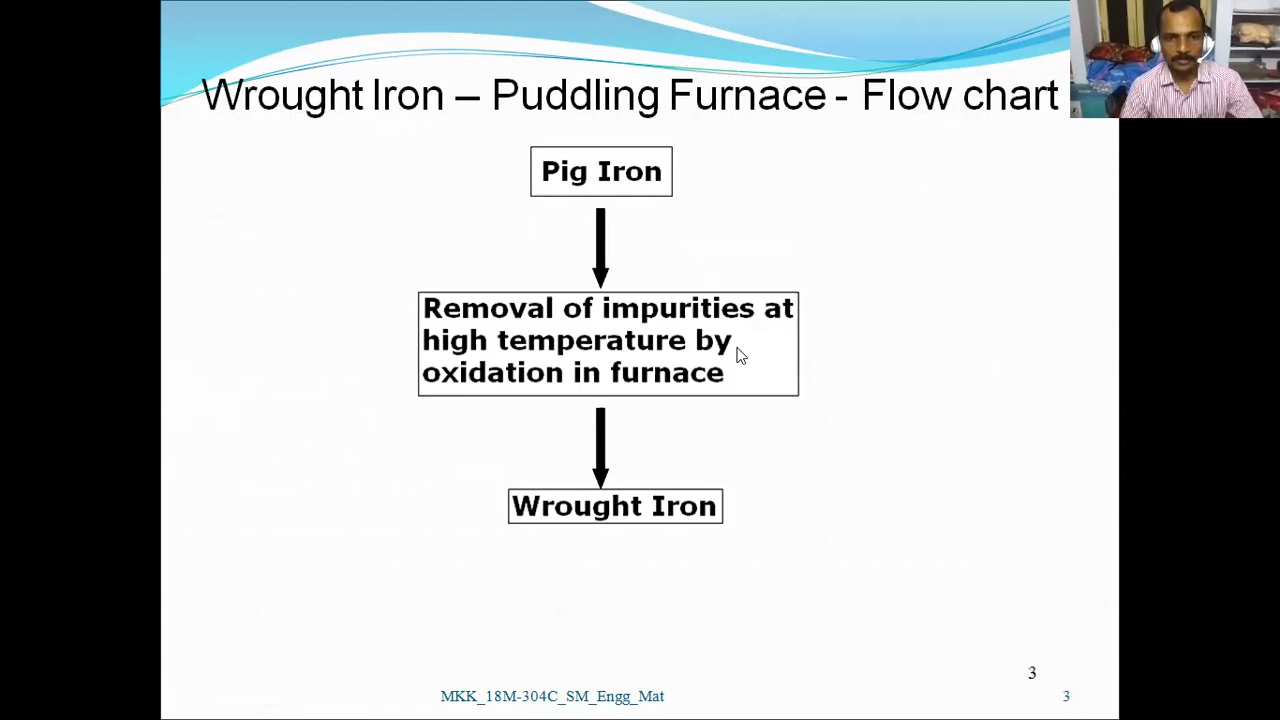 Wrought Iron – Puddling Furnace - Flow chart
Pig Iron
Removal of impurities at
high temperature by
oxidation in furnace
Wrought Iron
3
MKK_18M-304C_SM_Engg_Mat
3